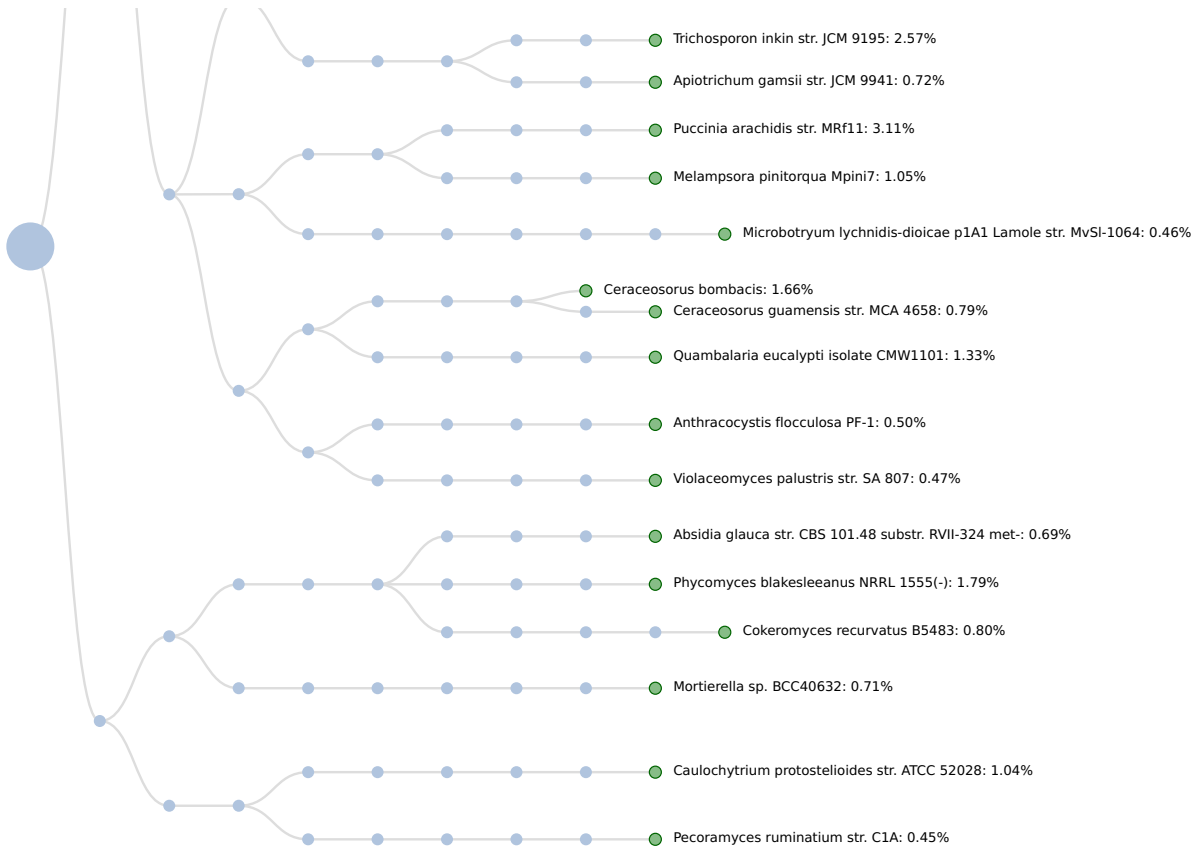 Trichosporon inkin str. JCM 9195: 2.57%
Apiotrichum gamsii str. JCM 9941: 0.72%
Puccinia arachidis str. MRf11: 3.11%
Melampsora pinitorqua Mpini7: 1.05%
Microbotryum lychnidis-dioicae p1A1 Lamole str. MvSl-1064: 0.46%
Ceraceosorus bombacis: 1.66%
Ceraceosorus guamensis str. MCA 4658: 0.79%
Quambalaria eucalypti isolate CMW1101: 1.33%
Anthracocystis flocculosa PF-1: 0.50%
Violaceomyces palustris str. SA 807: 0.47%
Absidia glauca str. CBS 101.48 substr. RVII-324 met-: 0.69%
Phycomyces blakesleeanus NRRL 1555(-): 1.79%
Cokeromyces recurvatus B5483: 0.80%
Mortierella sp. BCC40632: 0.71%
Caulochytrium protostelioides str. ATCC 52028: 1.04%
Pecoramyces ruminatium str. C1A: 0.45%